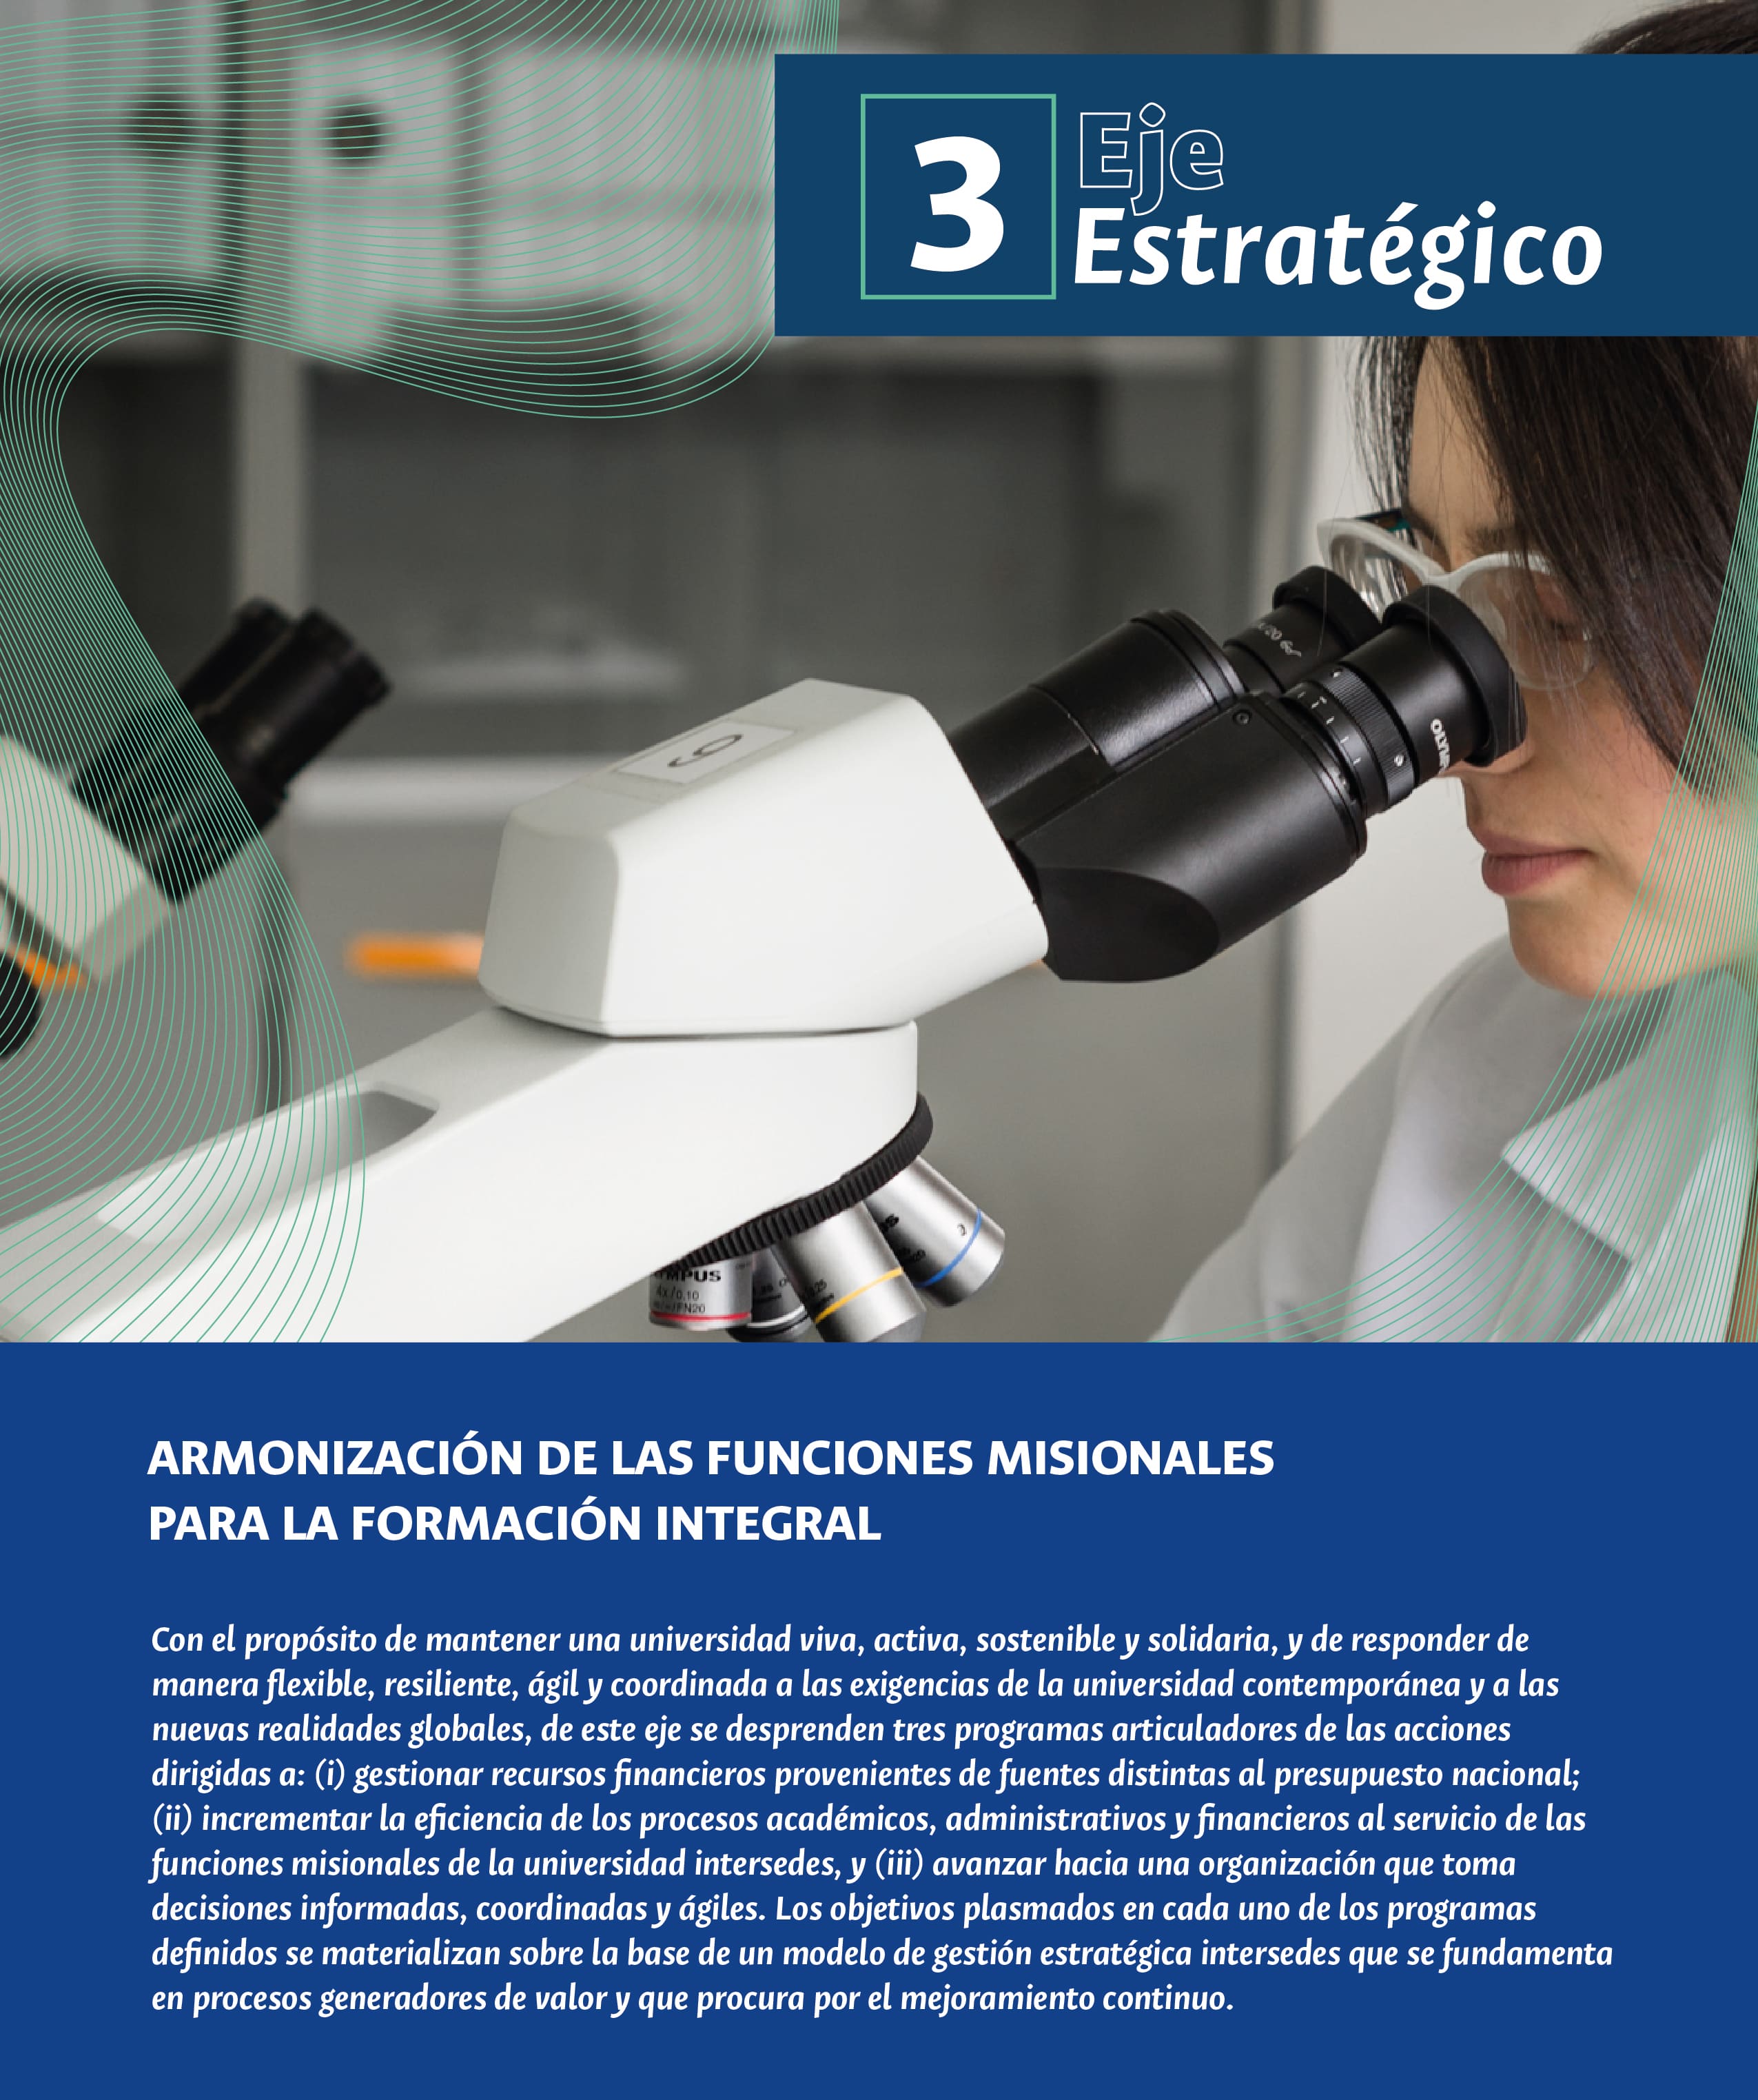 3
Eje
Estratégico
6
MPUS
4x/0.10
FN20
ARMONIZACIÓN DE LAS FUNCIONES MISIONALES
PARA LA FORMACIÓN INTEGRAL
Con el propósito de mantener una universidad viva, activa, sostenible y solidaria, y de responder de
manera flexible, resiliente, ágil y coordinada a las exigencias de la universidad contemporánea y a las
nuevas realidades globales, de este eje se desprenden tres programas articuladores de las acciones
dirigidas a: (i) gestionar recursos financieros provenientes de fuentes distintas al presupuesto nacional;
(ii) incrementar la eficiencia de los procesos académicos, administrativos y financieros al servicio de las
funciones misionales de la universidad intersedes, y (iii) avanzar hacia una organización que toma
decisiones informadas, coordinadas y ágiles. Los objetivos plasmados en cada uno de los programas
definidos se materializan sobre la base de un modelo de gestión estratégica intersedes que se fundamenta
en procesos generadores de valor y que procura por el mejoramiento continuo.